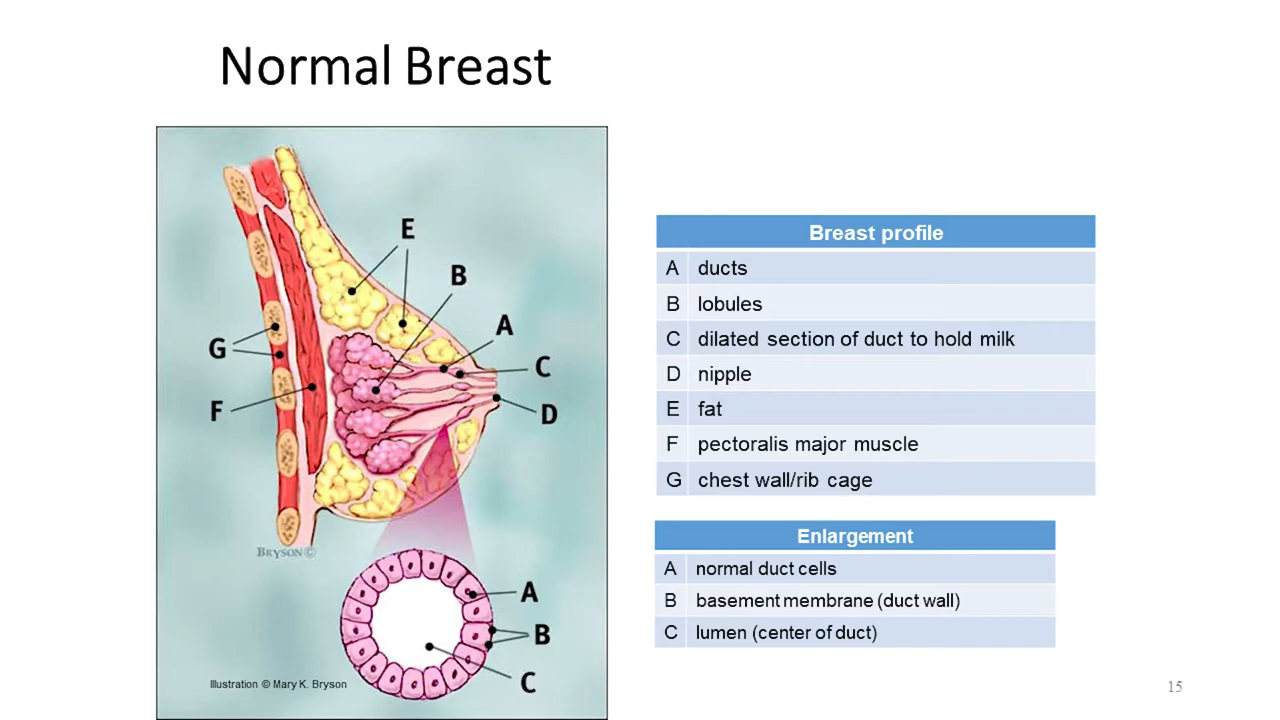 Normal Breast
E
B
A
G
C
F
D
BRYSON ©
A
B
C
Illustration © Mary K. Bryson
Breast profile
A ducts
B lobules
C dilated section of duct to hold milk
D nipple
E fat
F pectoralis major muscle
G chest wall/rib cage
Enlargement
A normal duct cells
B basement membrane (duct wall)
C lumen (center of duct)
15